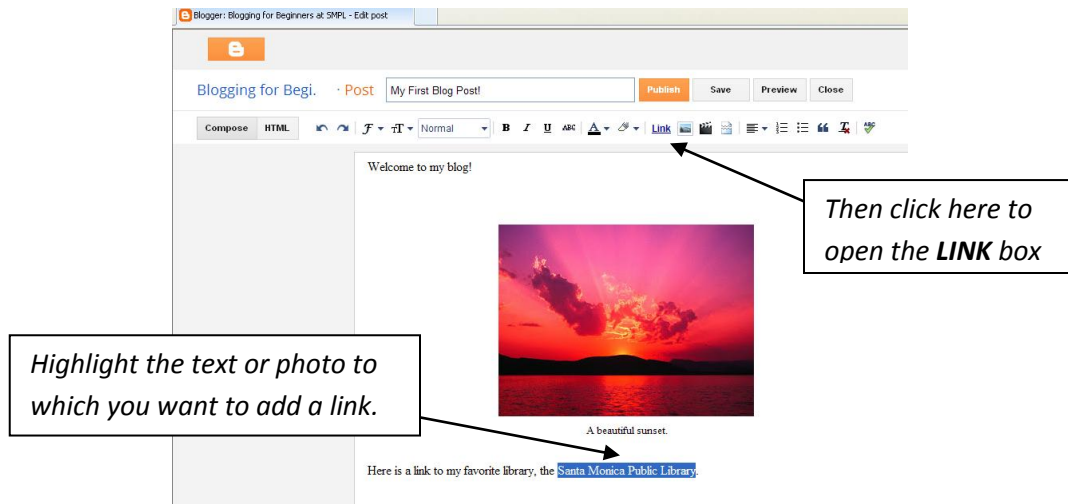 Blogger: Blogging for Beginners at SMPL - Edit post
Blogging for Begi. · Post My First Blog Post! Publish Save Preview Close
Compose HTML F T Normal B I U ABC A Link ABC
Welcome to my blog!
Then click here to
open the LINK box
Highlight the text or photo to
which you want to add a link.
A beautiful sunset.
Here is a link to my favorite library, the Santa Monica Public Library.